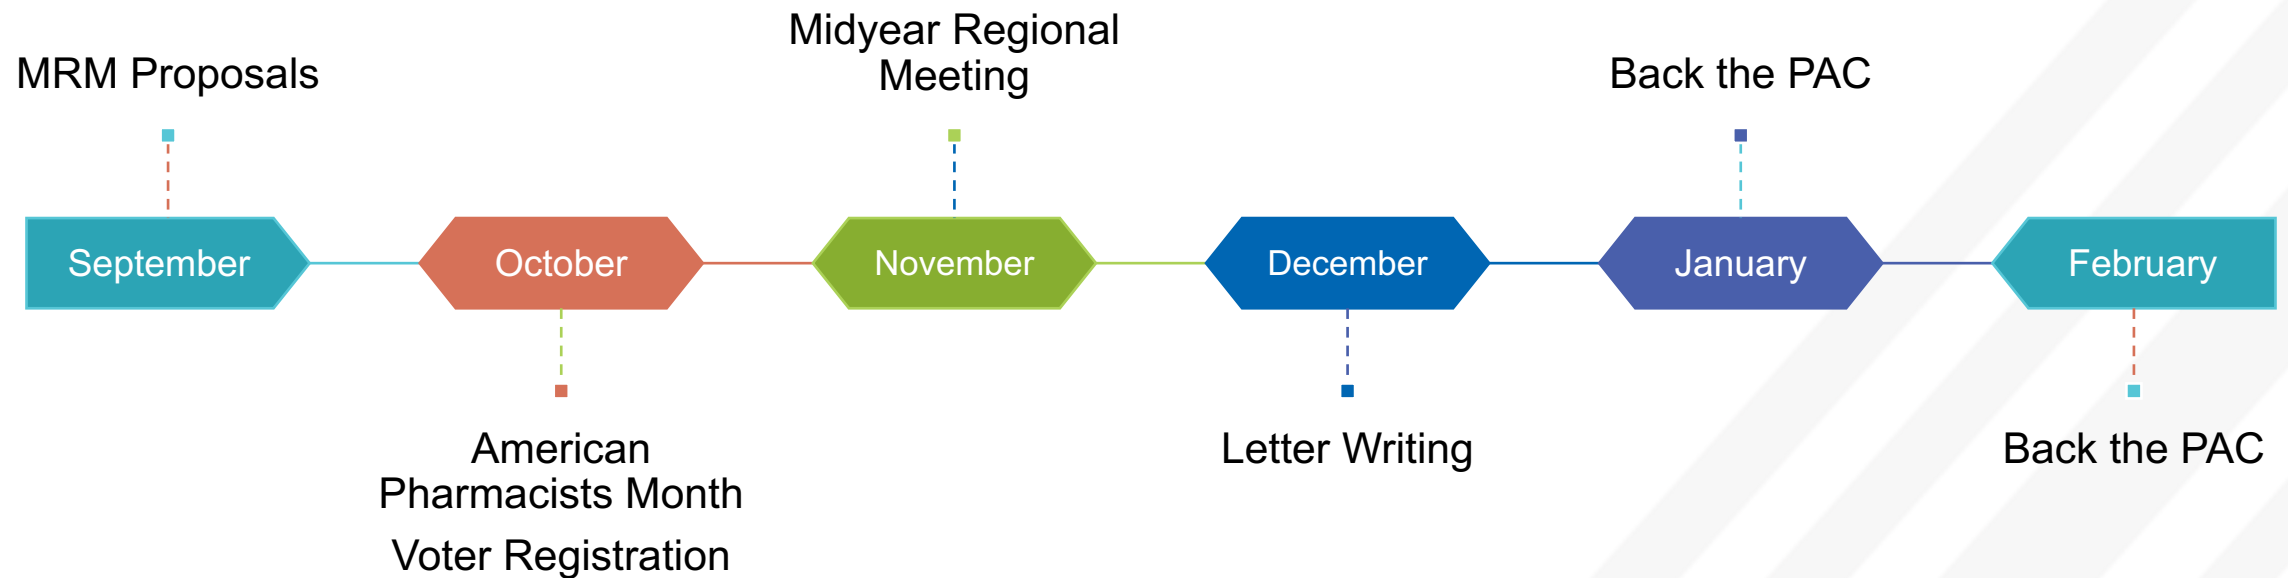 MRM Proposals
Midyear Regional
Meeting
Back the PAC
September
October
November
December
January
February
American
Pharmacists Month
Voter Registration
Letter Writing
Back the PAC